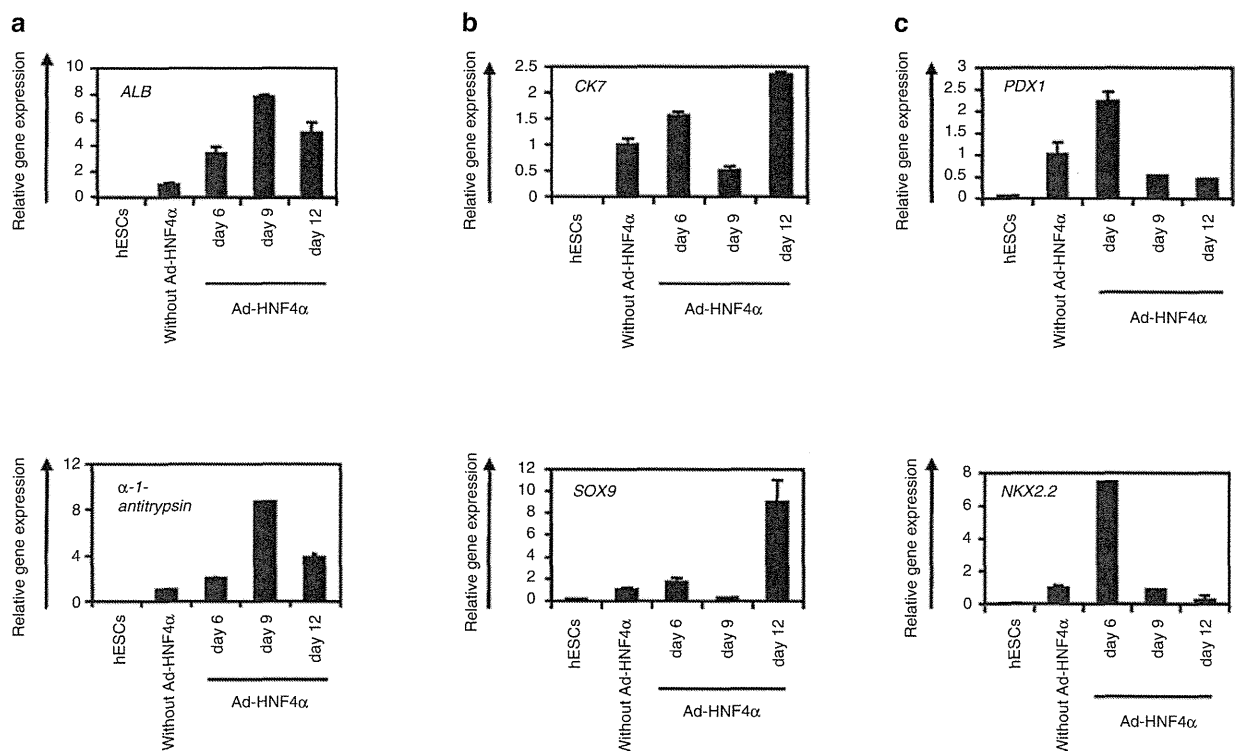 a
Relative gene expression
10
8
6
4
2
0
ALB
hESCs
Without Ad-HNF4α
day 6
day 9
day 12
Ad-HNF4α
b
Relative gene expression
2.5
2
1.5
1
0.5
0
CK7
hESCs
Without Ad-HNF4α
day 6
day 9
day 12
Ad-HNF4α
c
Relative gene expression
3
2.5
2
1.5
1
0.5
0
PDX1
hESCs
Without Ad-HNF4α
day 6
day 9
day 12
Ad-HNF4α
Relative gene expression
12
8
4
0
α-1-
antitrypsin
hESCs
Without Ad-HNF4α
day 6
day 9
day 12
Ad-HNF4α
Relative gene expression
12
10
8
6
4
2
0
SOX9
hESCs
Without Ad-HNF4α
day 6
day 9
day 12
Ad-HNF4α
Relative gene expression
8
6
4
2
0
NKX2.2
hESCs
Without Ad-HNF4α
day 6
day 9
day 12
Ad-HNF4α